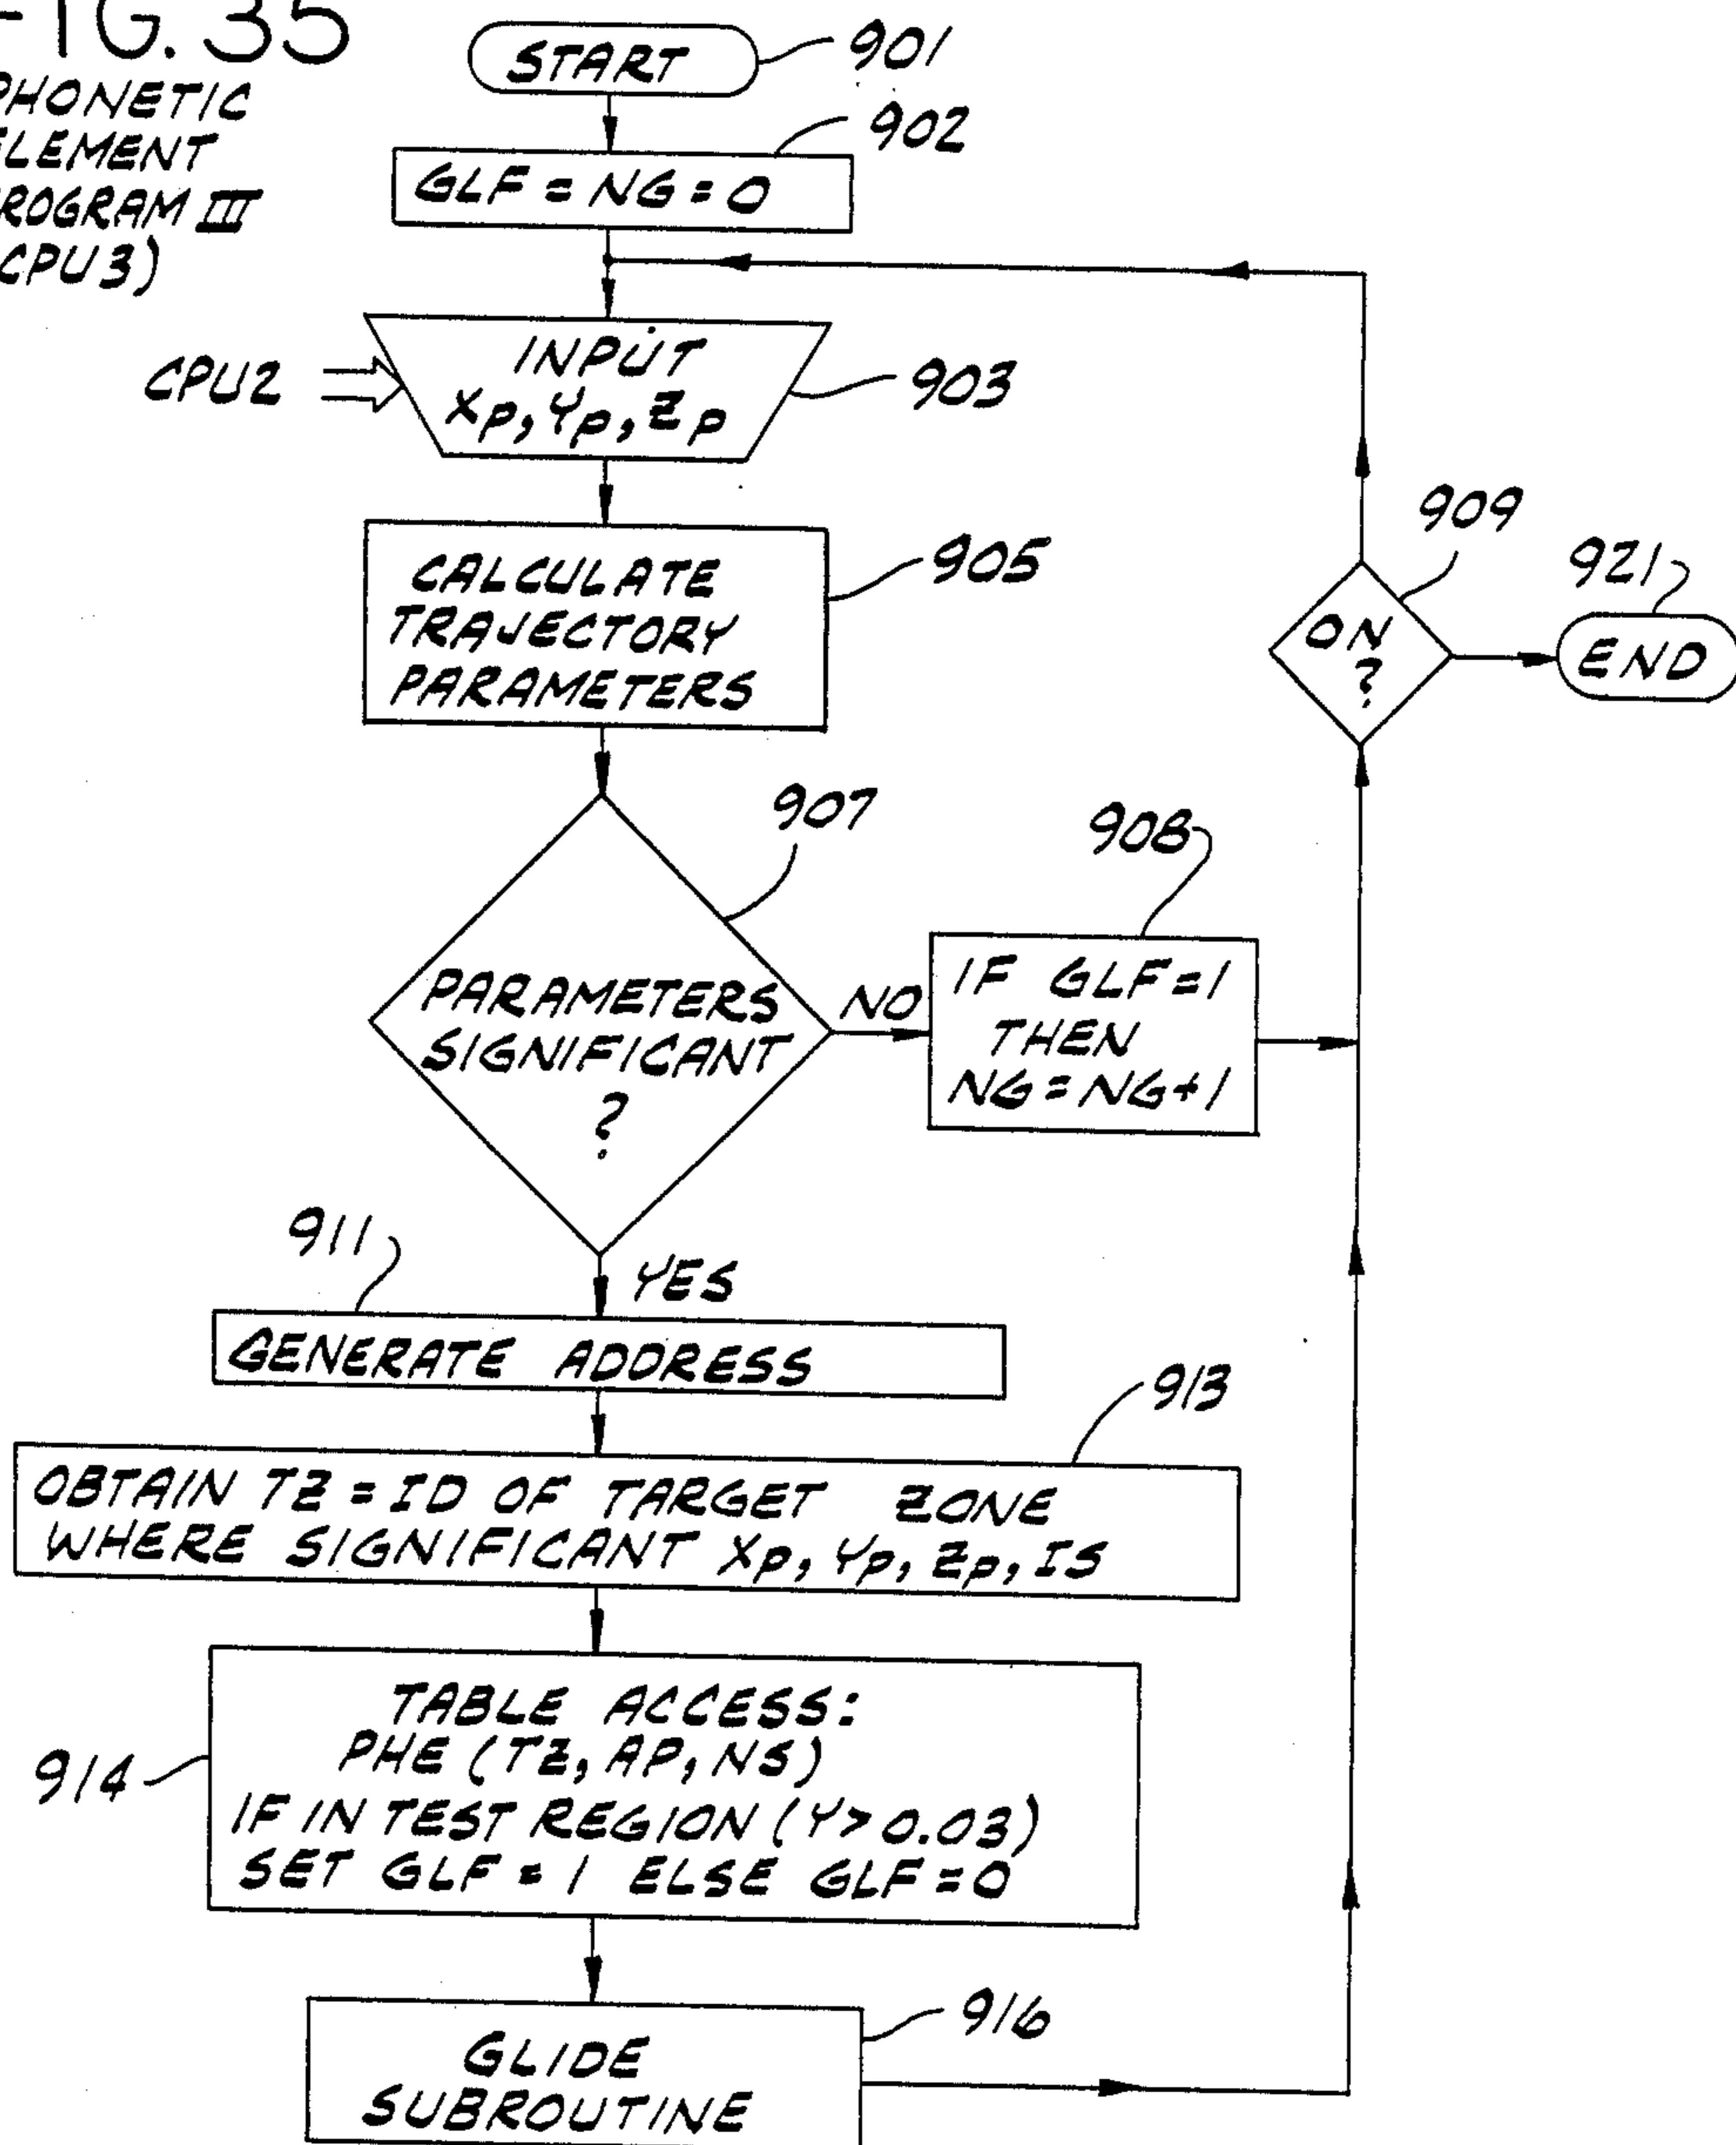 FIG. 35
PHONETIC
ELEMENT
PROGRAM III
(CPU3)
START
901
GLF = NG = 0
902
CPU2
INPUT
Xp, Yp, Zp
903
CALCULATE
TRAJECTORY
PARAMETERS
905
909
ON
?
921
END
907
PARAMETERS
SIGNIFICANT
?
NO
908
IF GLF = 1
THEN
NG = NG + 1
YES
911
GENERATE ADDRESS
913
OBTAIN TZ = ID OF TARGET ZONE
WHERE SIGNIFICANT Xp, Yp, Zp, IS
914
TABLE ACCESS:
PHE (TZ, AP, NS)
IF IN TEST REGION (Y > 0.03)
SET GLF = 1 ELSE GLF = 0
916
GLIDE
SUBROUTINE